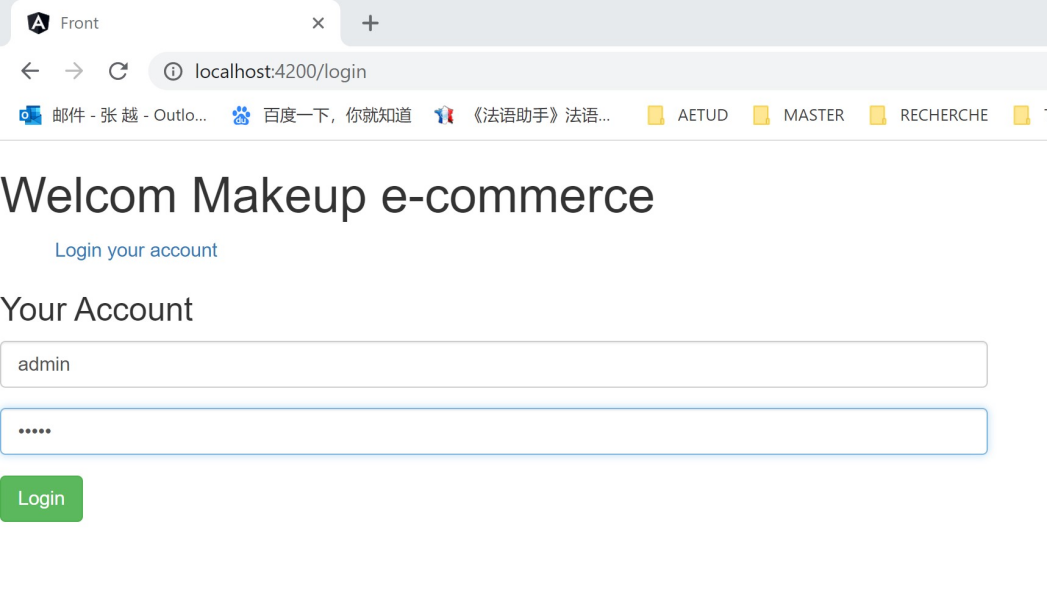 Front
localhost:4200/login
邮件 - 张 越 - Outlo... 百度一下，你就知道 《法语助手》法语... AETUD MASTER RECHERCHE
Welcom Makeup e-commerce
Login your account
Your Account
admin
•••••
Login